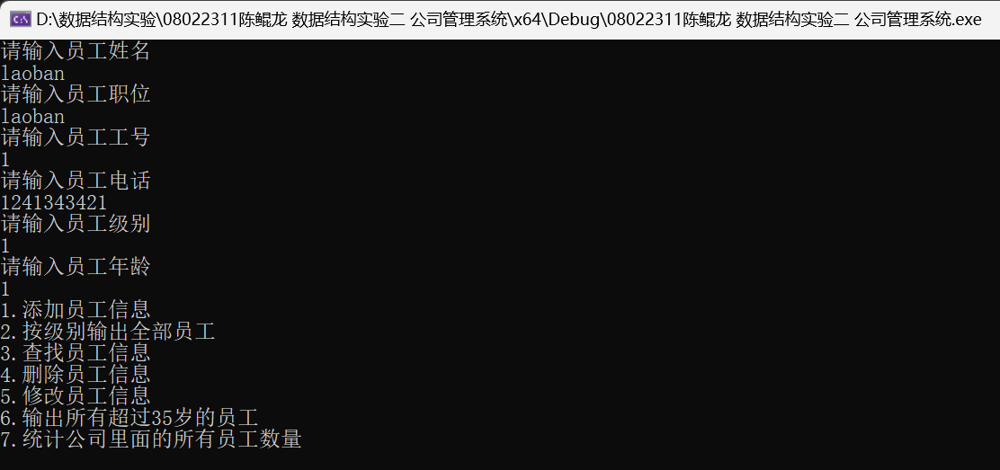 D:\数据结构实验\08022311陈鲲龙 数据结构实验二 公司管理系统\x64\Debug\08022311陈鲲龙 数据结构实验二 公司管理系统.exe
请输入员工姓名
laoban
请输入员工职位
laoban
请输入员工工号
1
请输入员工电话
1241343421
请输入员工级别
1
请输入员工年龄
1
1.添加员工信息
2.按级别输出全部员工
3.查找员工信息
4.删除员工信息
5.修改员工信息
6.输出所有超过35岁的员工
7.统计公司里面的所有员工数量